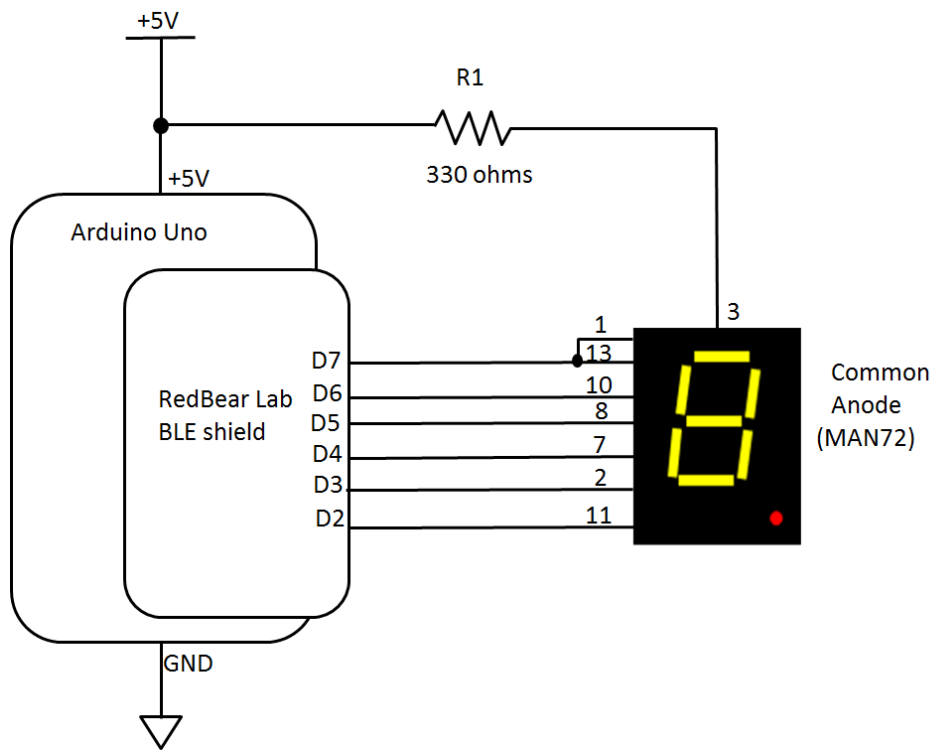 +5V
R1
330 ohms
+5V
Arduino Uno
3
1
D7
13
D6
10
RedBear Lab
BLE shield
D5
8
D4
7
D3
2
D2
11
Common
Anode
(MAN72)
GND